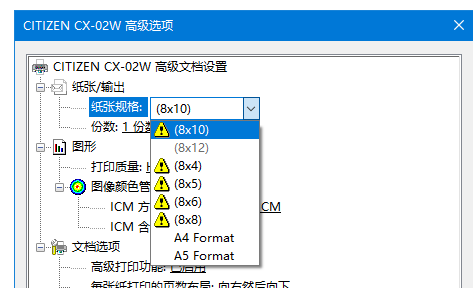 CITIZEN CX-02W 高级选项
CITIZEN CX-02W 高级文档设置
纸张/输出
纸张规格: (8x10)
份数: 1 份数
(8x10)
(8x12)
(8x4)
(8x5)
(8x6)
(8x8)
A4 Format
A5 Format
图形
打印质量:
图像颜色管
ICM 方 CM
ICM 含
文档选项
高级打印功能: 已启用
每张纸打印的页数布局: 向右然后向下